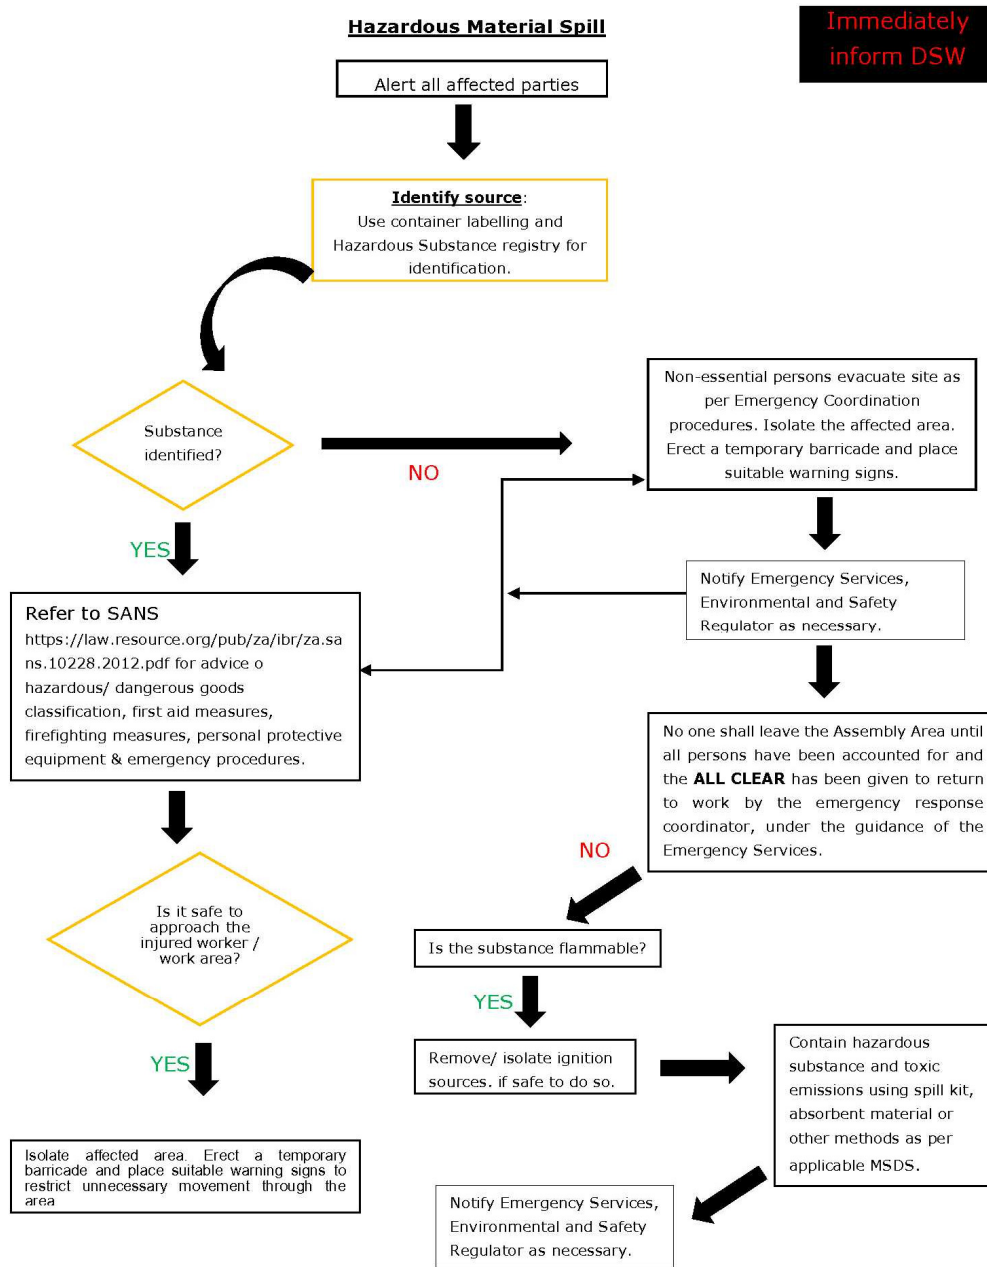 Hazardous Material Spill
Immediately
inform DSW
Alert all affected parties
Identify source:
Use container labelling and
Hazardous Substance registry for
identification.
Substance
identified?
NO
Non-essential persons evacuate site as
per Emergency Coordination
procedures. Isolate the affected area.
Erect a temporary barricade and place
suitable warning signs.
YES
Notify Emergency Services,
Environmental and Safety
Regulator as necessary.
Refer to SANS
https://law.resource.org/pub/za/ibr/za.sa
ns.10228.2012.pdf for advice o
hazardous/ dangerous goods
classification, first aid measures,
firefighting measures, personal protective
equipment & emergency procedures.
No one shall leave the Assembly Area until
all persons have been accounted for and
the ALL CLEAR has been given to return
to work by the emergency response
coordinator, under the guidance of the
Emergency Services.
NO
Is it safe to
approach the
injured worker /
work area?
Is the substance flammable?
YES
YES
Remove/ isolate ignition
sources. if safe to do so.
Contain hazardous
substance and toxic
emissions using spill kit,
absorbent material or
other methods as per
applicable MSDS.
Isolate affected area. Erect a temporary
barricade and place suitable warning signs to
restrict unnecessary movement through the
area
Notify Emergency Services,
Environmental and Safety
Regulator as necessary.